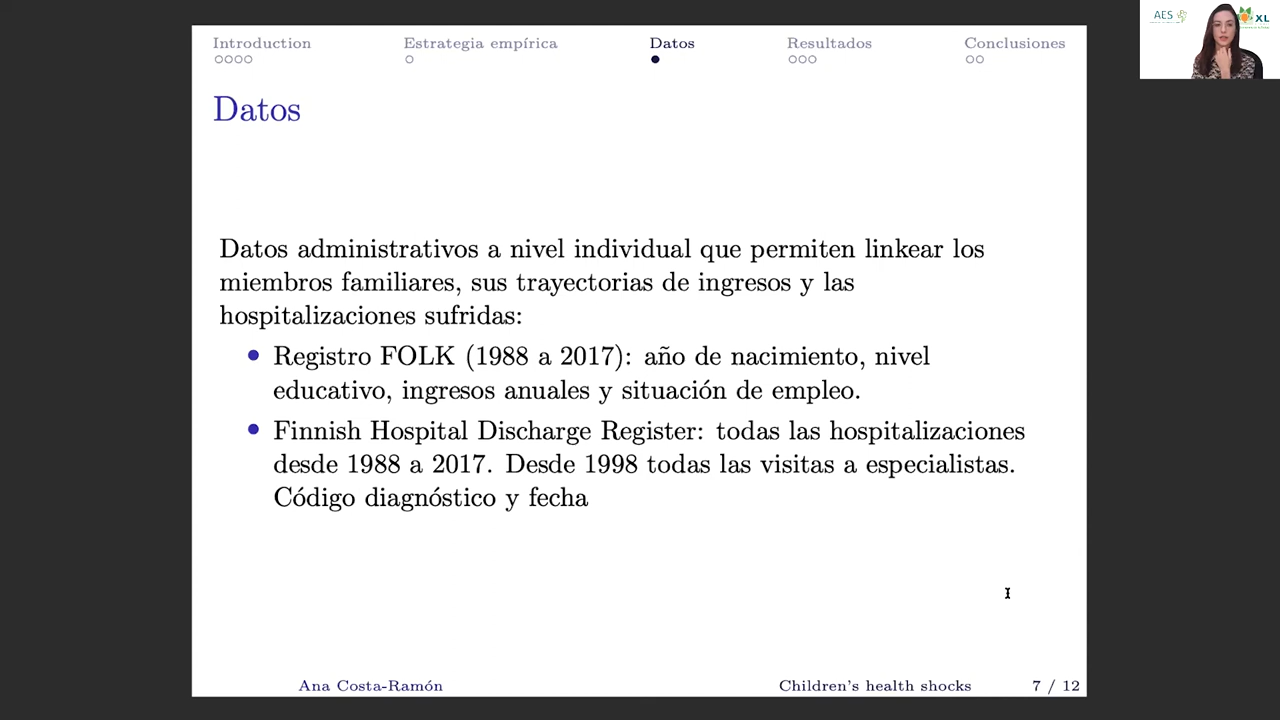 Introduction
Estrategia empírica
Datos
Resultados
Conclusiones
Datos
Datos administrativos a nivel individual que permiten linkear los
miembros familiares, sus trayectorias de ingresos y las
hospitalizaciones sufridas:
Registro FOLK (1988 a 2017): año de nacimiento, nivel
educativo, ingresos anuales y situación de empleo.
Finnish Hospital Discharge Register: todas las hospitalizaciones
desde 1988 a 2017. Desde 1998 todas las visitas a especialistas.
Código diagnóstico y fecha
Ana Costa-Ramón
Children's health shocks
7 / 12
AES
XL